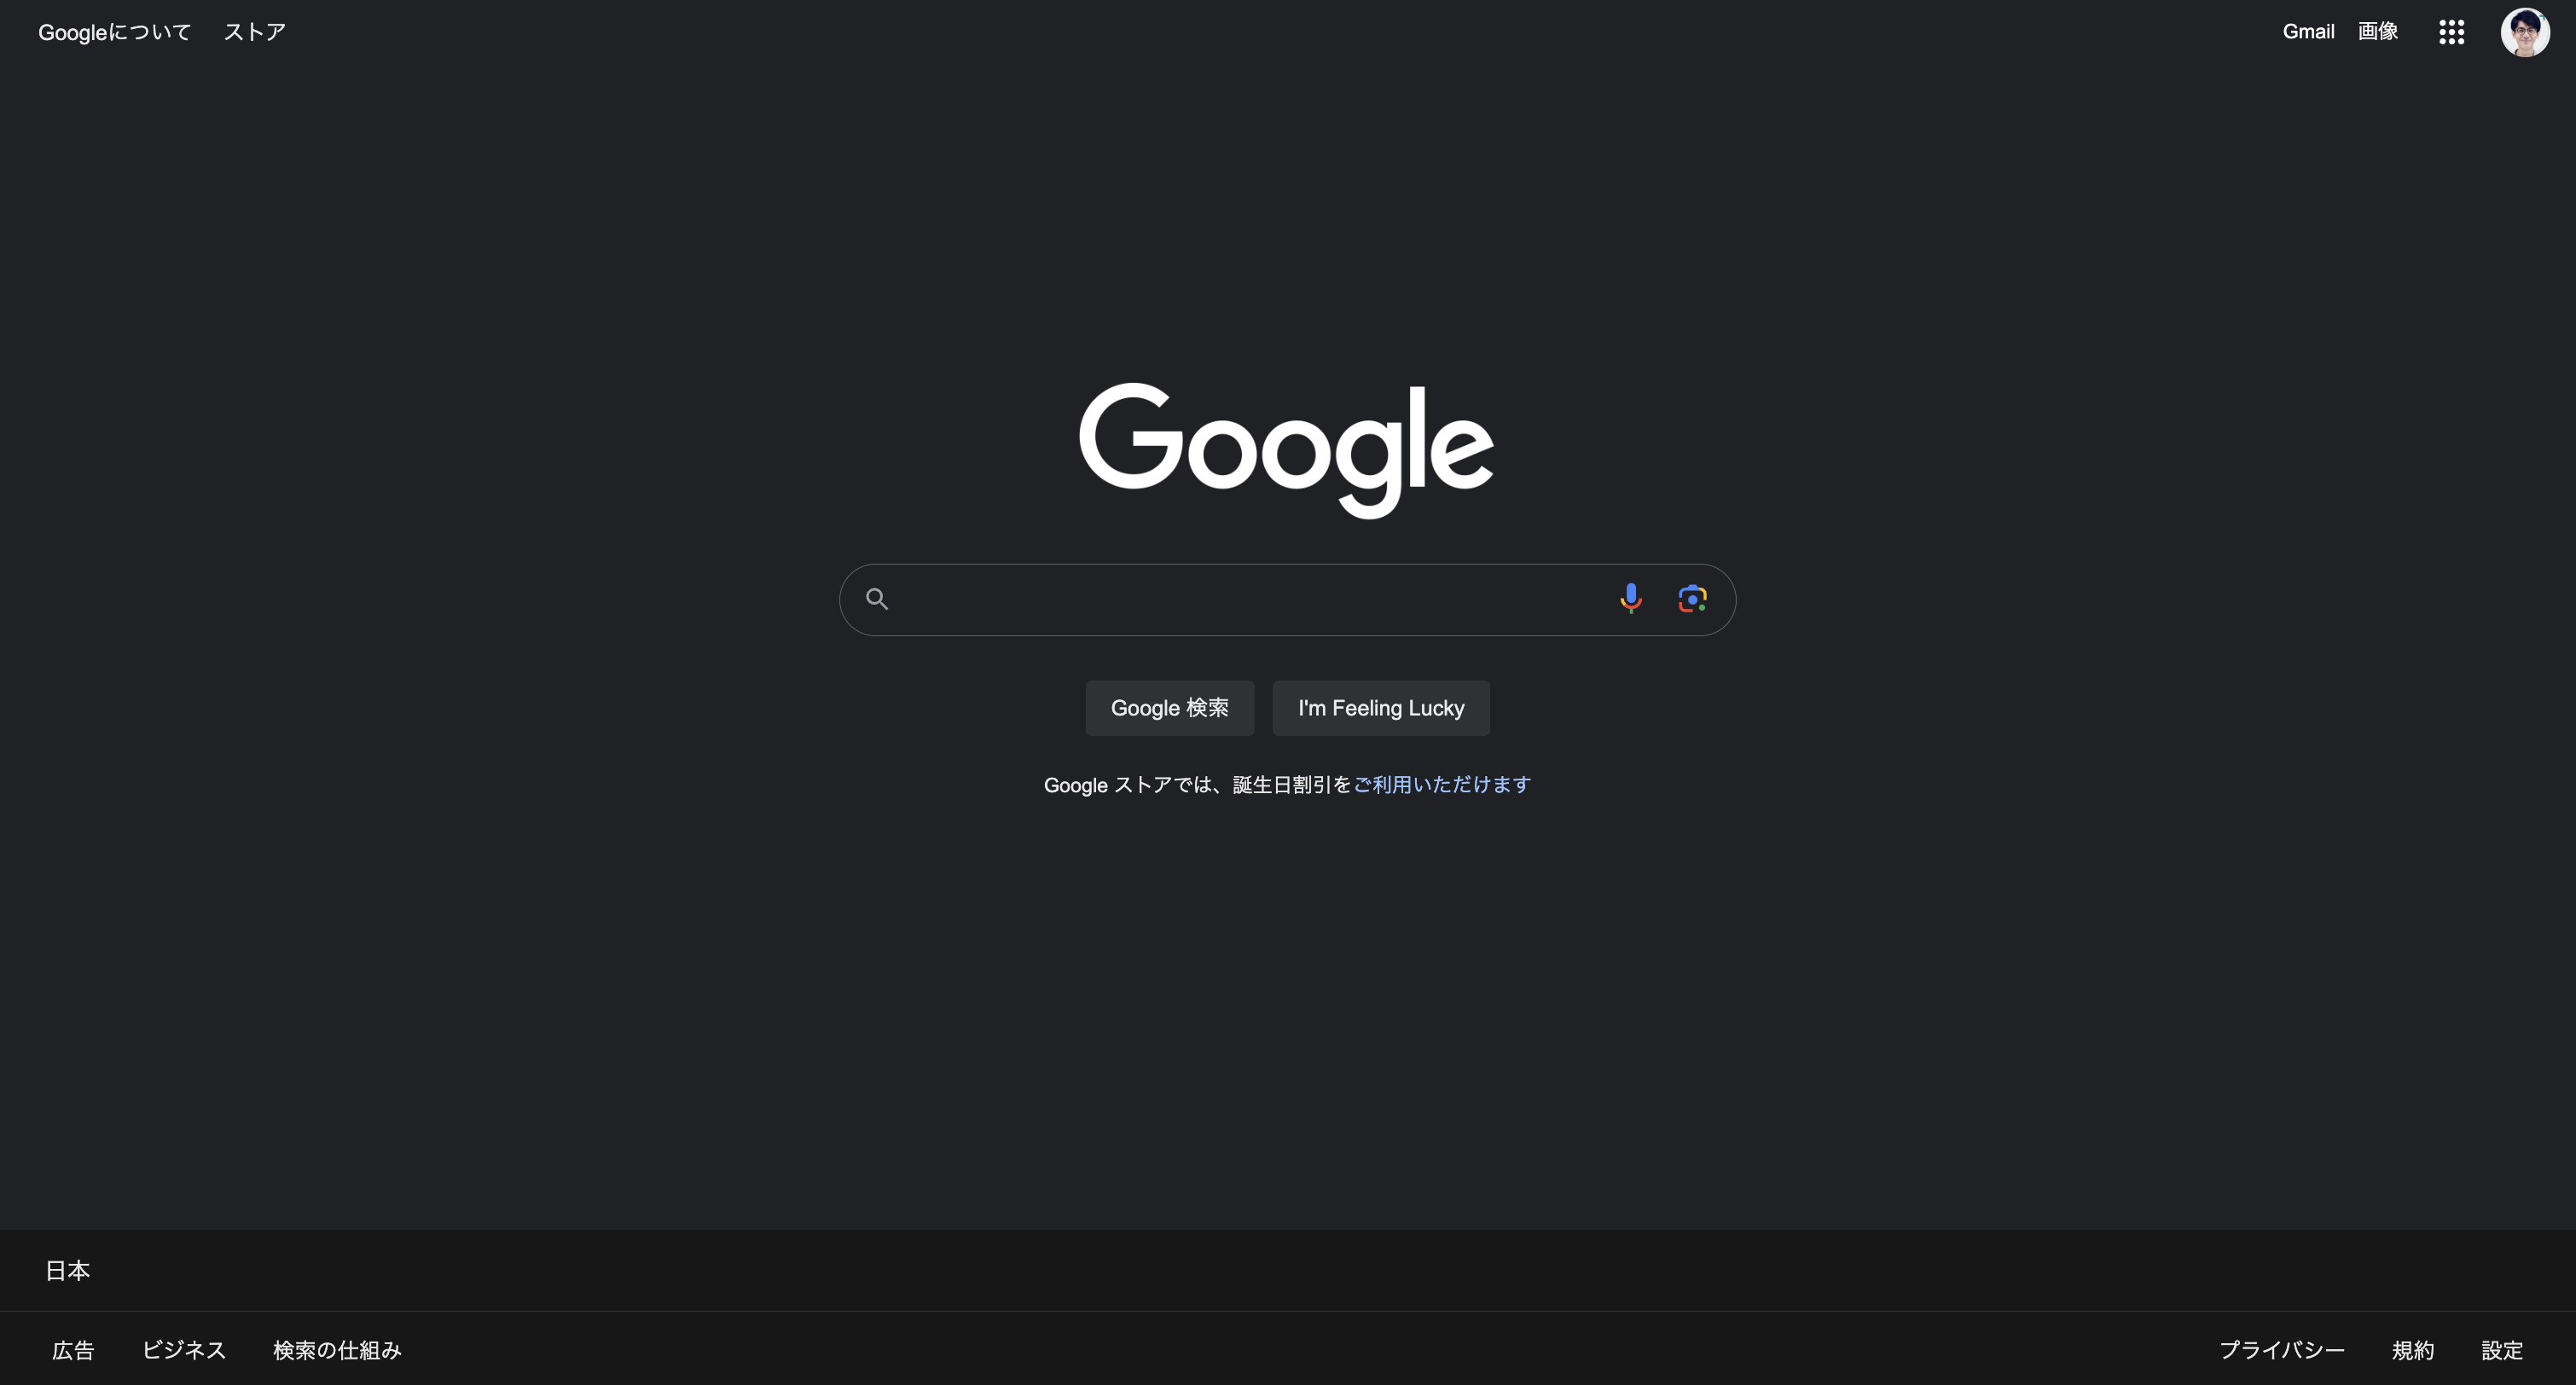 Googleについて ストア Gmail 画像
Google
Google 検索 I'm Feeling Lucky
Google ストアでは、誕生日割引をご利用いただけます
日本
広告 ビジネス 検索の仕組み プライバシー 規約 設定